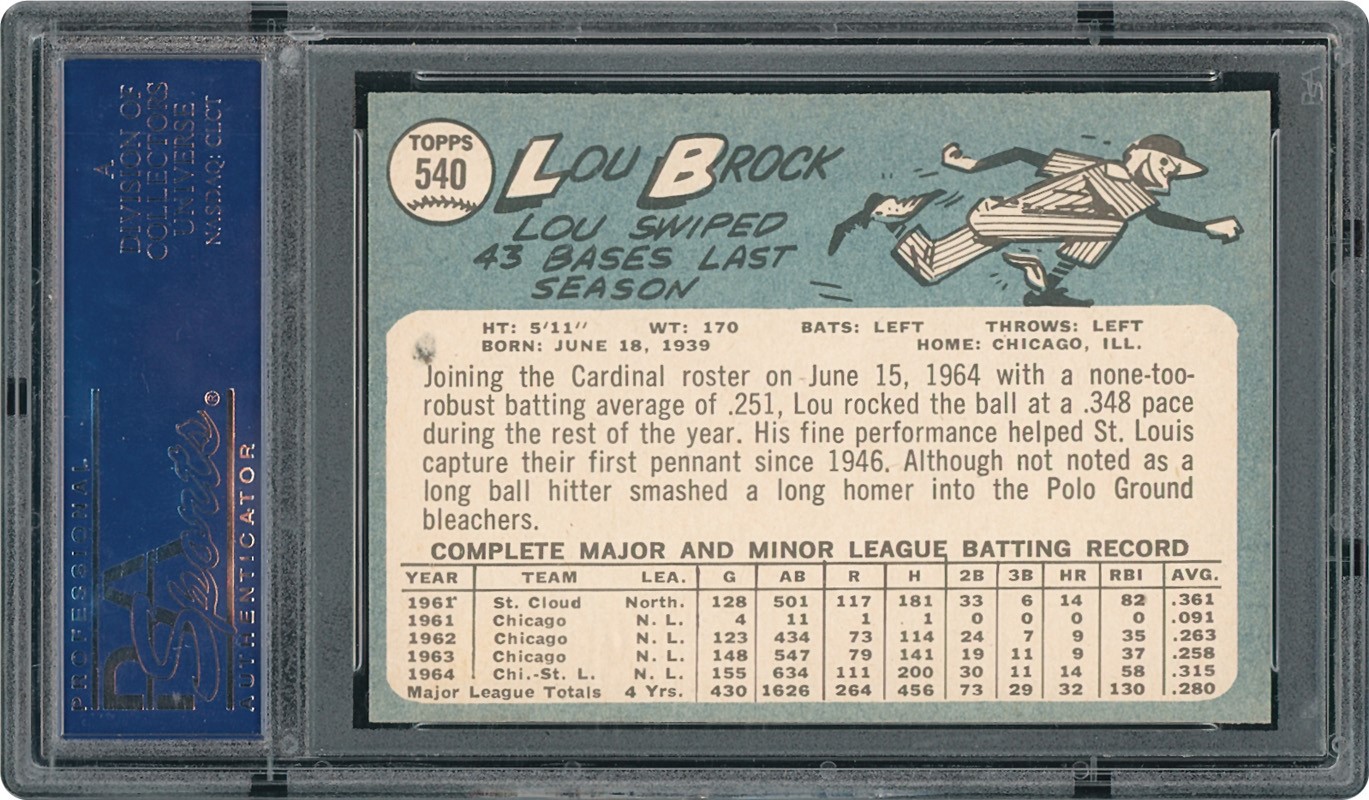 A
DIVISION OF
COLLECTORS
UNIVERSE
NASDAQ: CLCT
PROFESSIONAL
PSA
Sports®
AUTHENTICATOR
PSA
TOPPS
540
LOU BROCK
LOU SWIPED
43 BASES LAST
SEASON
HT: 5'11" WT: 170 BATS: LEFT THROWS: LEFT
BORN: JUNE 18, 1939 HOME: CHICAGO, ILL.
Joining the Cardinal roster on June 15, 1964 with a none-too-
robust batting average of .251, Lou rocked the ball at a .348 pace
during the rest of the year. His fine performance helped St. Louis
capture their first pennant since 1946. Although not noted as a
long ball hitter smashed a long homer into the Polo Ground
bleachers.
COMPLETE MAJOR AND MINOR LEAGUE BATTING RECORD
YEAR TEAM LEA. G AB R H 2B 3B HR RBI AVG.
1961 St. Cloud North. 128 501 117 181 33 6 14 82 .361
1961 Chicago N. L. 4 11 1 1 0 0 0 0 .091
1962 Chicago N. L. 123 434 73 114 24 7 9 35 .263
1963 Chicago N. L. 148 547 79 141 19 11 9 37 .258
1964 Chi.-St. L. N. L. 155 634 111 200 30 11 14 58 .315
Major League Totals 4 Yrs. 430 1626 264 456 73 29 32 130 .280